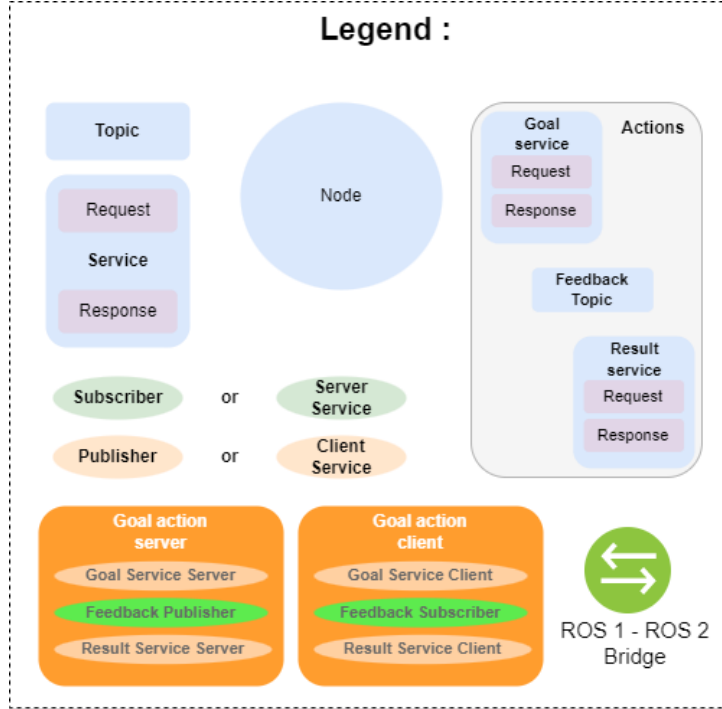 Legend :
Topic
Request
Service
Response
Node
Actions
Goal
service
Request
Response
Feedback
Topic
Result
service
Request
Response
Subscriber or Server
Service
Publisher or Client
Service
Goal action
server
Goal Service Server
Feedback Publisher
Result Service Server
Goal action
client
Goal Service Client
Feedback Subscriber
Result Service Client
ROS 1 - ROS 2
Bridge